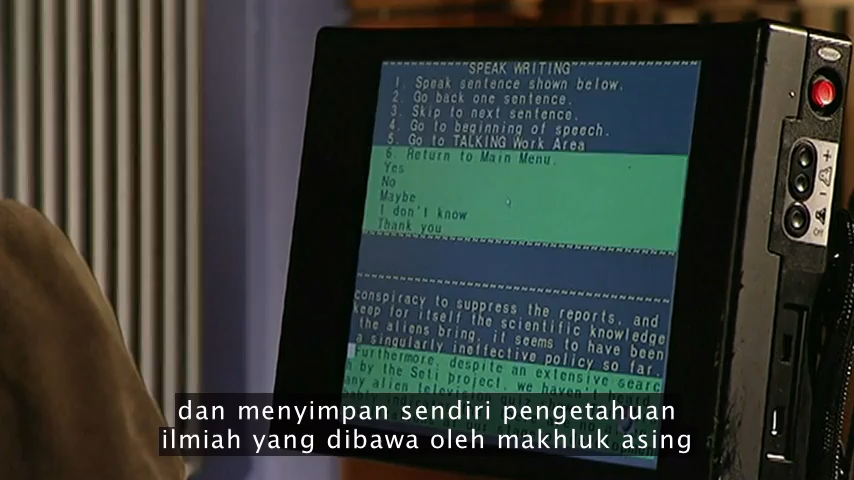 SPEAK WRITING
1. Speak sentence shown below.
2. Go back one sentence.
3. Skip to next sentence.
4. Go to beginning of speech.
5. Go to TALKING Work Area
6. Return to Main Menu.
Yes
No
Maybe
I don't know
Thank you
conspiracy to suppress the reports, and
keep for itself the scientific knowledge
the aliens bring, it seems to have been
a singularly ineffective policy so far.
Furthermore, despite an extensive searc
h by the Seti project, we haven't heard
any alien television quiz
dan menyimpan sendiri pengetahuan
ilmiah yang dibawa oleh makhluk asing
Off